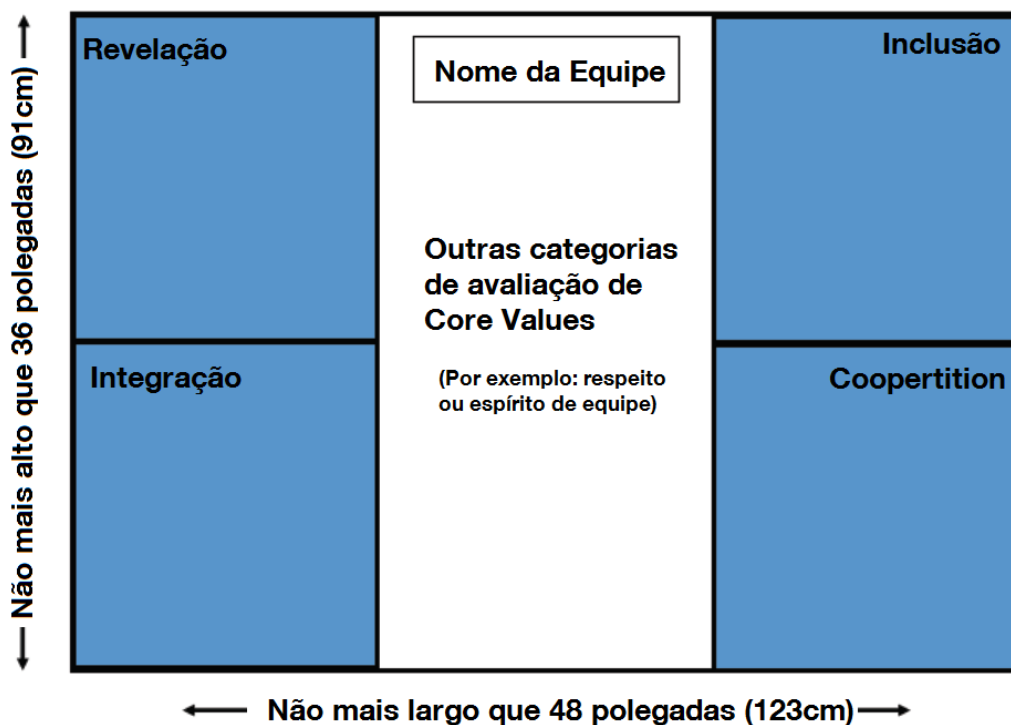 Revelação
Nome da Equipe
Inclusão
Outras categorias
de avaliação de
Core Values
(Por exemplo: respeito
ou espírito de equipe)
Integração
Coopertition
Não mais alto que 36 polegadas (91cm)
Não mais largo que 48 polegadas (123cm)